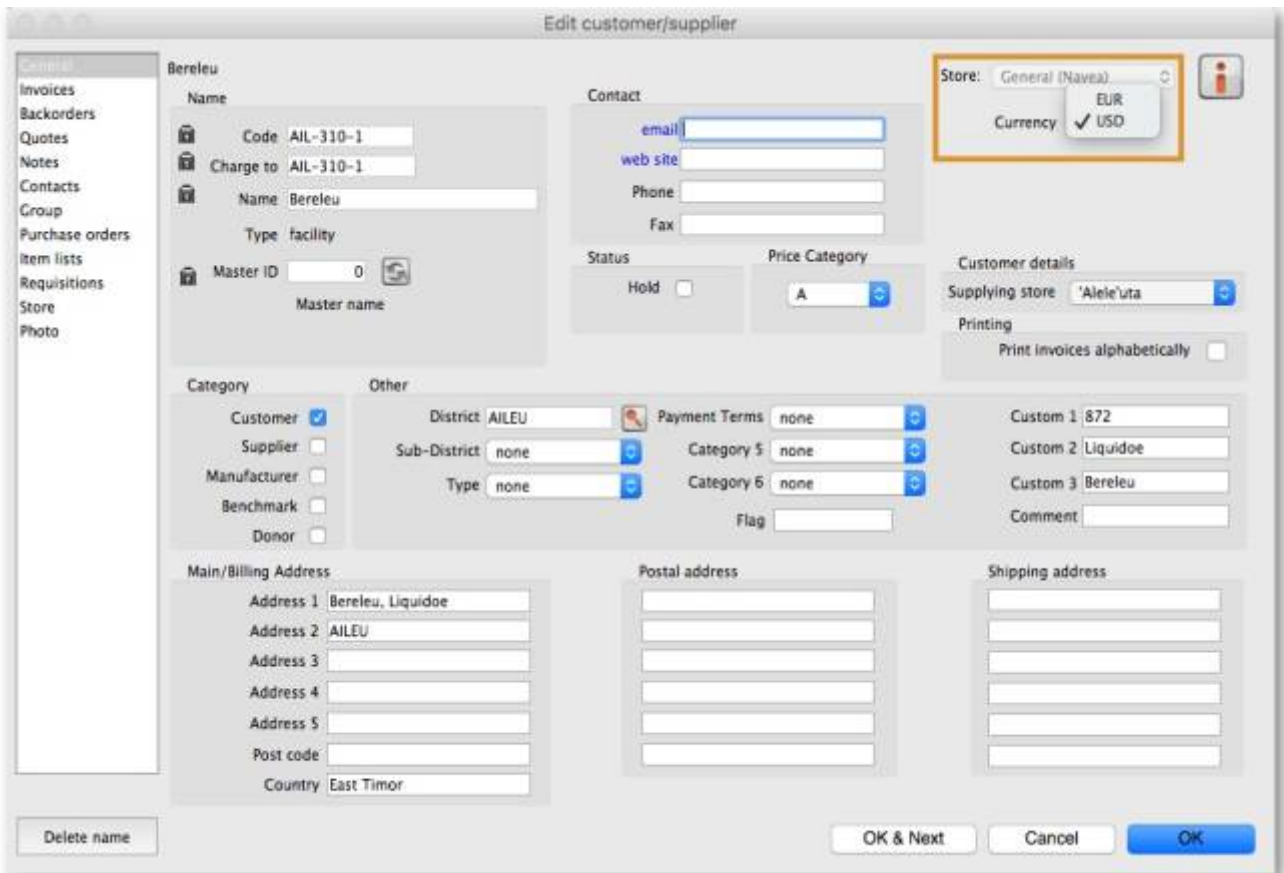 Edit customer/supplier
General
Invoices
Backorders
Quotes
Notes
Contacts
Group
Purchase orders
Item lists
Requisitions
Store
Photo
Bereleu
Name
Code AIL-310-1
Charge to AIL-310-1
Name Bereleu
Type facility
Master ID 0
Master name
Contact
email
web site
Phone
Fax
Store: General (Navea)
Currency
EUR
✓ USD
Status
Hold
Price Category
A
Customer details
Supplying store 'Alele'uta
Printing
Print invoices alphabetically
Category
Customer
Supplier
Manufacturer
Benchmark
Donor
Other
District AILEU
Sub-District none
Type none
Payment Terms none
Category 5 none
Category 6 none
Flag
Custom 1 872
Custom 2 Liquidoe
Custom 3 Bereleu
Comment
Main/Billing Address
Address 1 Bereleu, Liquidoe
Address 2 AILEU
Address 3
Address 4
Address 5
Post code
Country East Timor
Postal address
Shipping address
Delete name
OK & Next
Cancel
OK